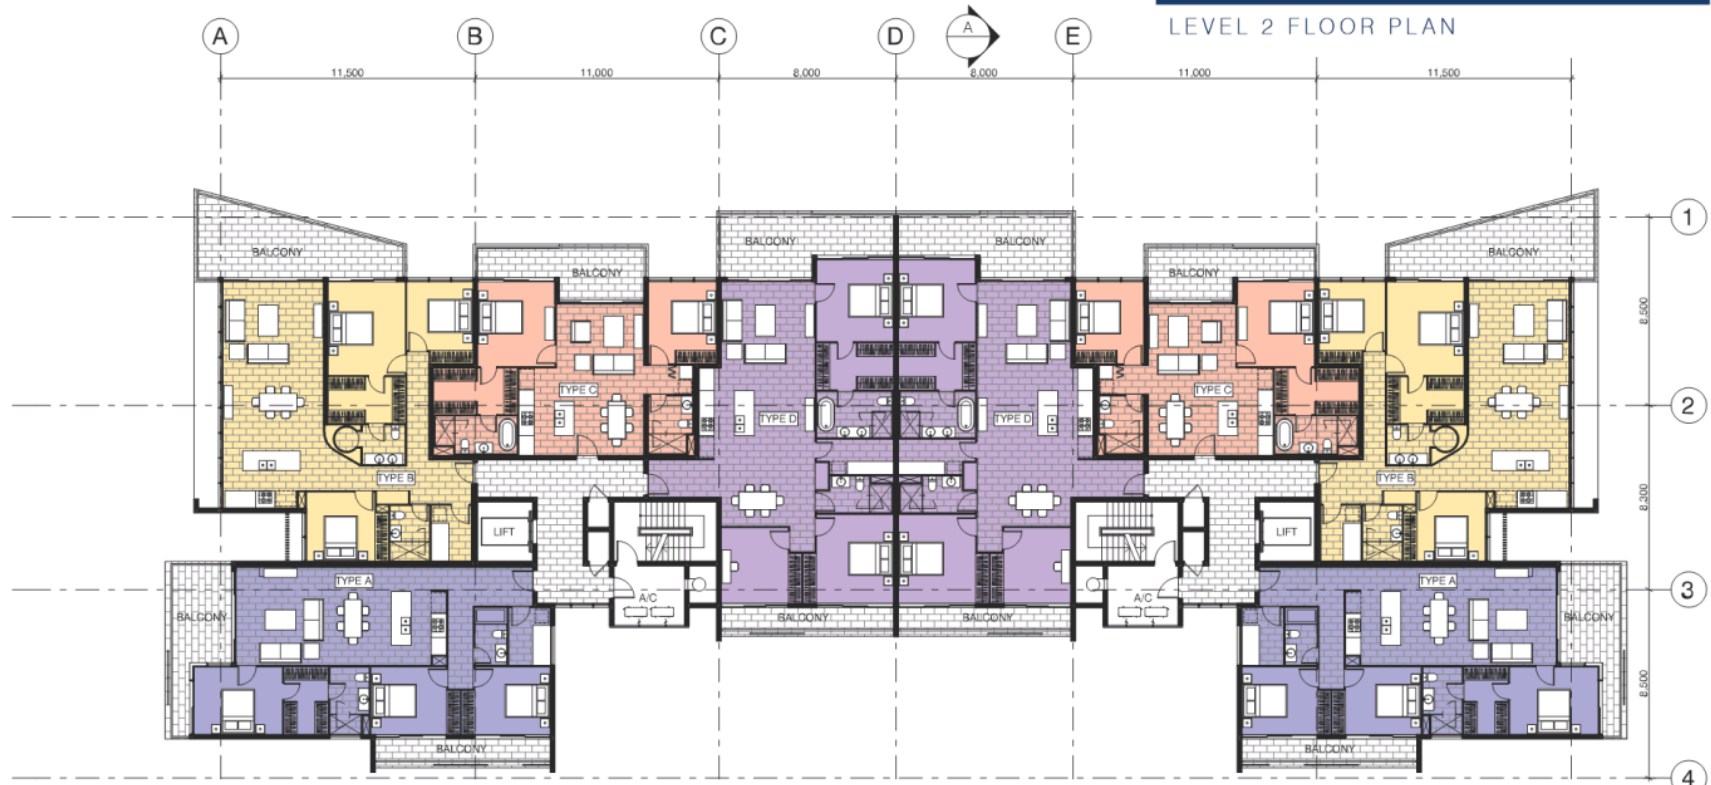 LEVEL 2 FLOOR PLAN
A B C D A E
11,500 11,000 8,000 8,000 11,000 11,500
1
BALCONY BALCONY BALCONY BALCONY BALCONY BALCONY
8,500
TYPE C TYPE D TYPE D TYPE C
2
TYPE B TYPE B
8,300
LIFT LIFT
TYPE A TYPE A
3
A/C A/C
BALCONY BALCONY BALCONY BALCONY
8,500
BALCONY BALCONY
4